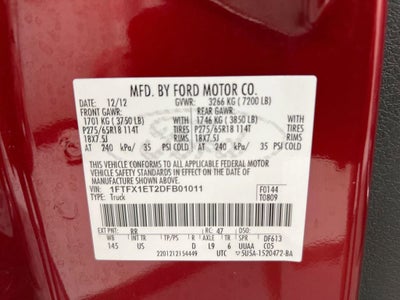 MFD. BY FORD MOTOR CO.
12/12 GVWR: 3266 KG ( 7200 LB)
FRONT GAWR: REAR GAWR:
1701 KG ( 3750 LB) 1746 KG ( 3850 LB)
P275/65R18 114T P275/65R18 114T
18X7.5J RIMS 18X7.5J RIMS
AT 240 kPa/ 35 PSI COLD AT 240 kPa/ 35 PSI COLD
THIS VEHICLE CONFORMS TO ALL APPLICABLE FEDERAL MOTOR
VEHICLE SAFETY AND BUMPER STANDARDS IN EFFECT ON THE DATE
OF MANUFACTURE SHOWN ABOVE.
VIN: 1FTFX1ET2DFB01011 F0144
TYPE: Truck T0809
EXT PNT: RR RC: 47 DSO:
WB INT TR TP/PS R AXLE TR SPR DF613
145 US D L9 6 UUAA C05
2201212154449 UTC 5U5A-1520472-BA